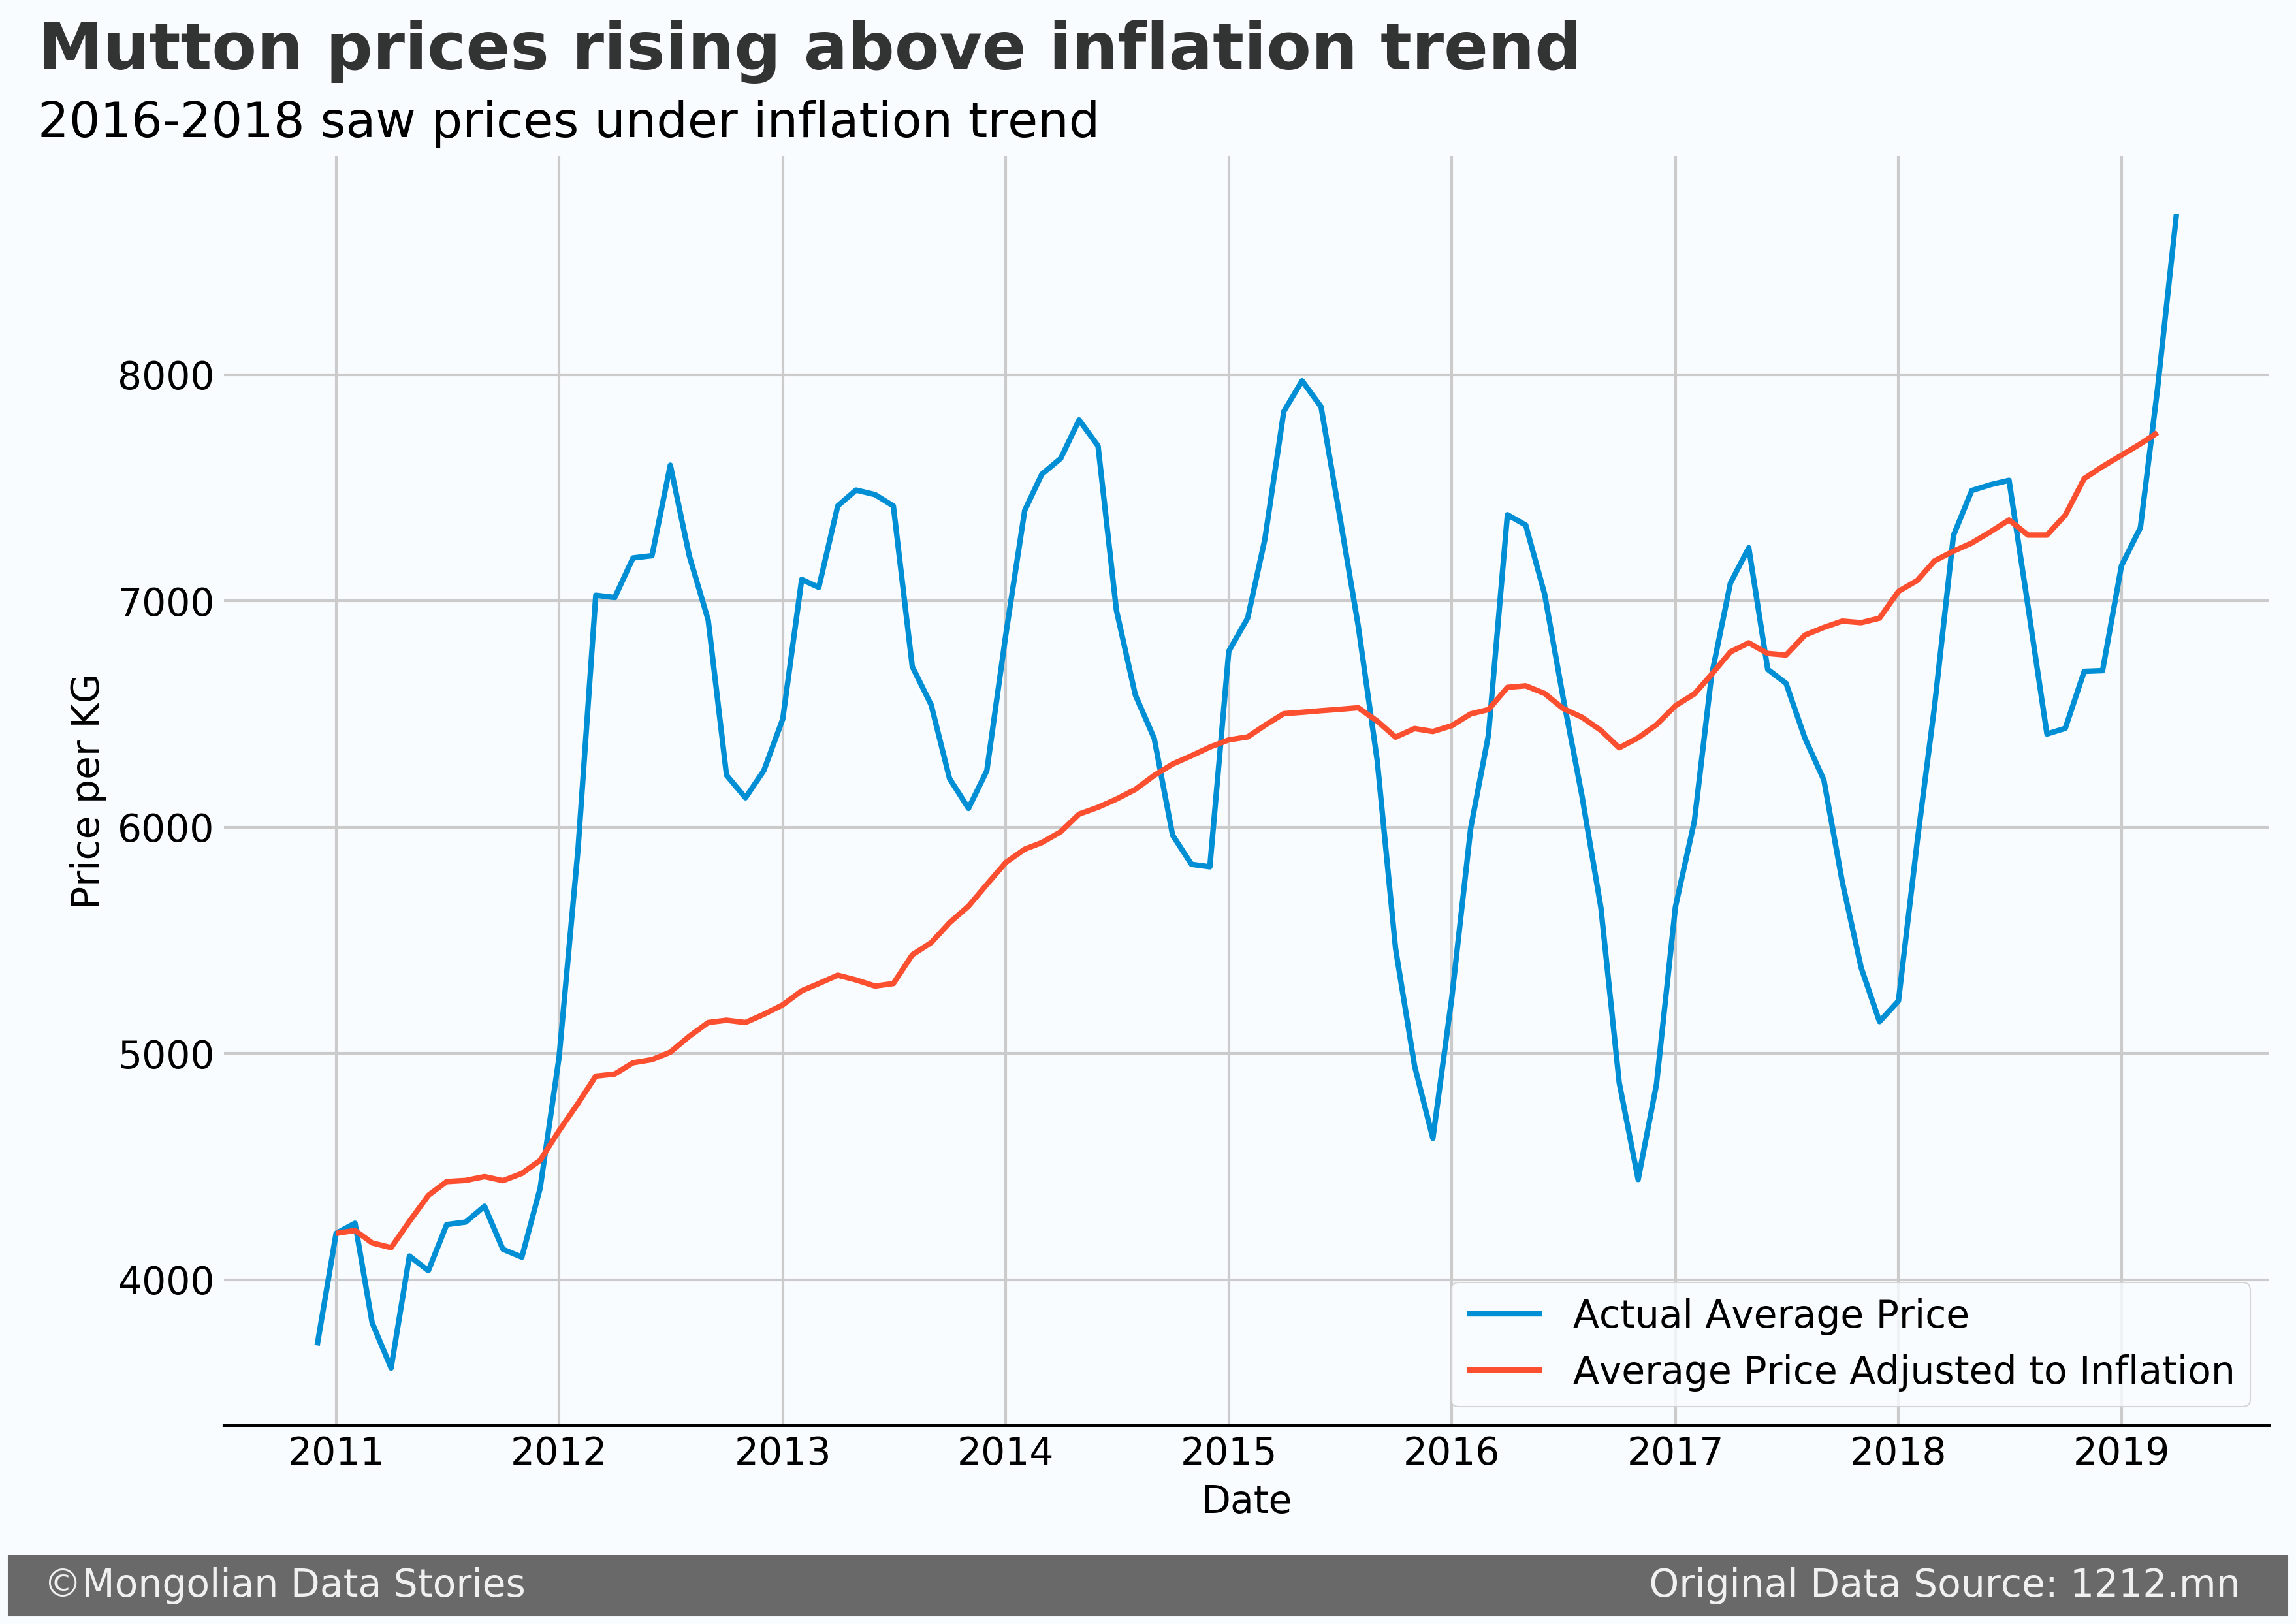 Mutton prices rising above inflation trend
2016-2018 saw prices under inflation trend
8000
7000
6000
5000
4000
Price per KG
Actual Average Price
Average Price Adjusted to Inflation
2011 2012 2013 2014 2015 2016 2017 2018 2019
Date
©Mongolian Data Stories
Original Data Source: 1212.mn